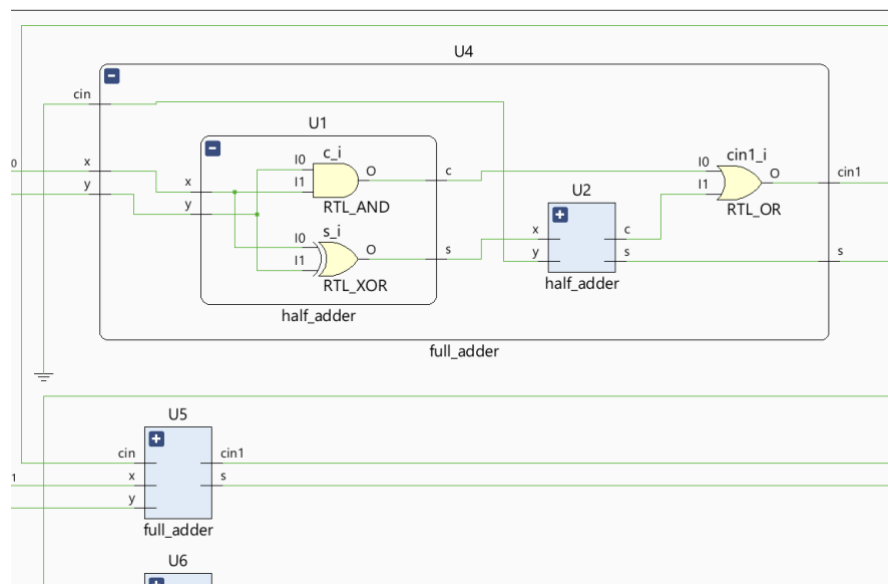 U4
cin
U1
c_i
I0
O
I1
RTL_AND
x
y
s_i
I0
O
I1
RTL_XOR
half_adder
c
s
0
x
y
x
y
U2
c
s
half_adder
cin1_i
I0
O
I1
RTL_OR
cin1
s
full_adder
U5
cin
cin1
1
x
s
y
full_adder
U6